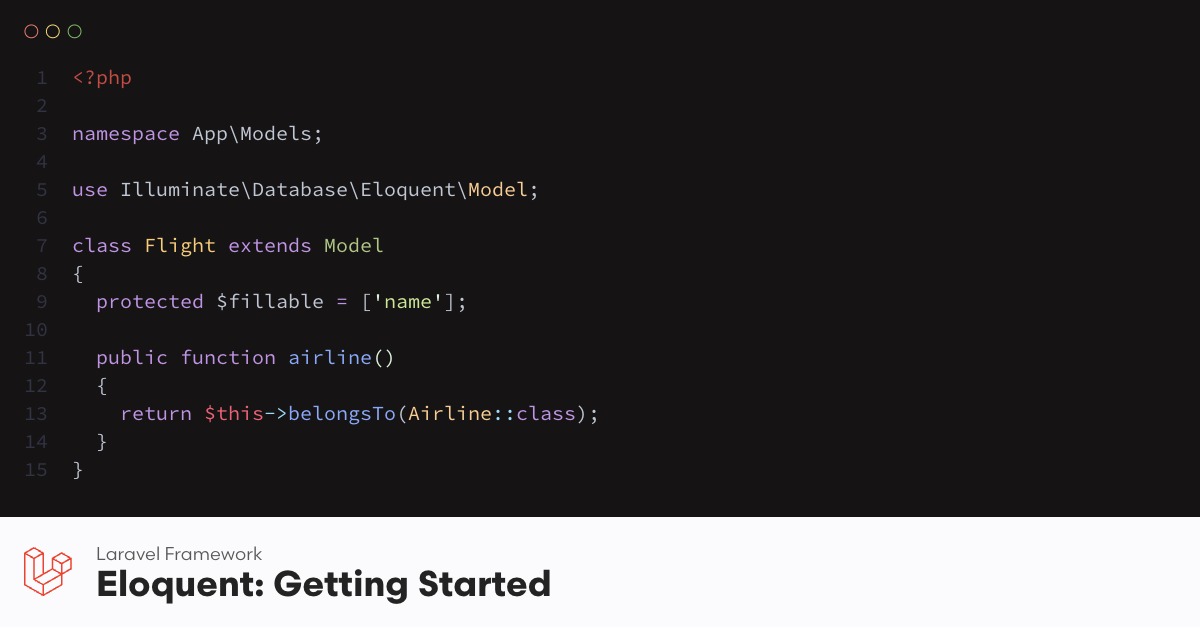 1 <?php
2
3 namespace App\Models;
4
5 use Illuminate\Database\Eloquent\Model;
6
7 class Flight extends Model
8 {
9   protected $fillable = ['name'];
10
11   public function airline()
12   {
13     return $this->belongsTo(Airline::class);
14   }
15 }
Laravel Framework
Eloquent: Getting Started